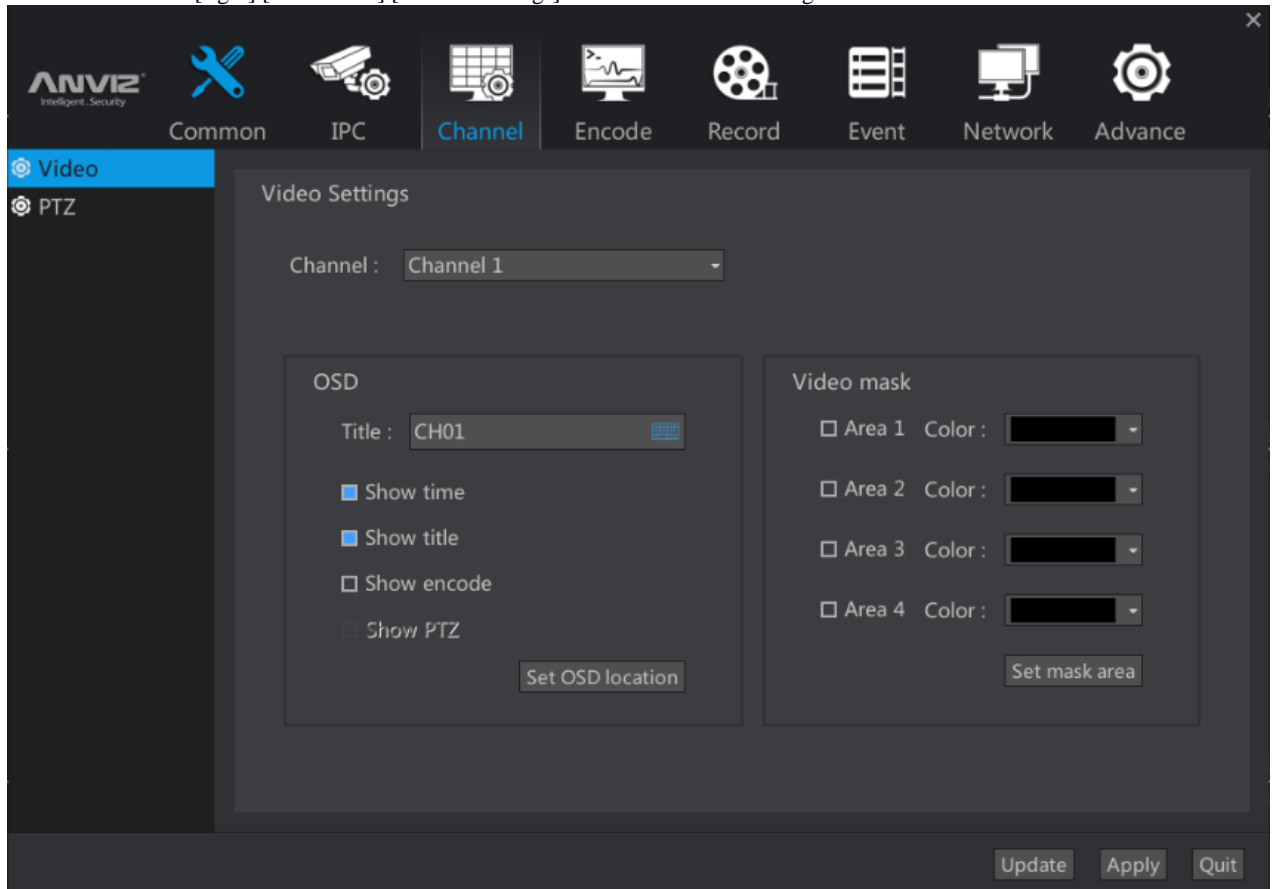 ANVIZ
Intelligent.Security
Common
IPC
Channel
Encode
Record
Event
Network
Advance
Video
PTZ
Video Settings
Channel : Channel 1
OSD
Title : CH01
Show time
Show title
Show encode
Show PTZ
Set OSD location
Video mask
Area 1 Color :
Area 2 Color :
Area 3 Color :
Area 4 Color :
Set mask area
Update Apply Quit